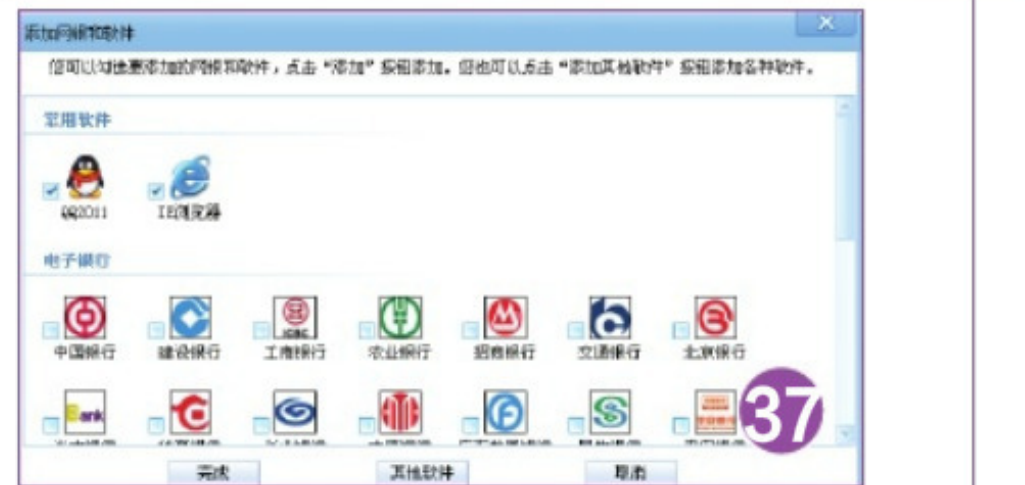 添加网银和软件
您可以勾选要添加的网银和软件，点击“添加”按钮添加。您也可以点击“添加其他软件”按钮添加各种软件。
常用软件
QQ2011 IE浏览器
电子银行
ICBC
中国银行 建设银行 工商银行 农业银行 招商银行 交通银行 北京银行
Bank
37
完成 其他软件 取消